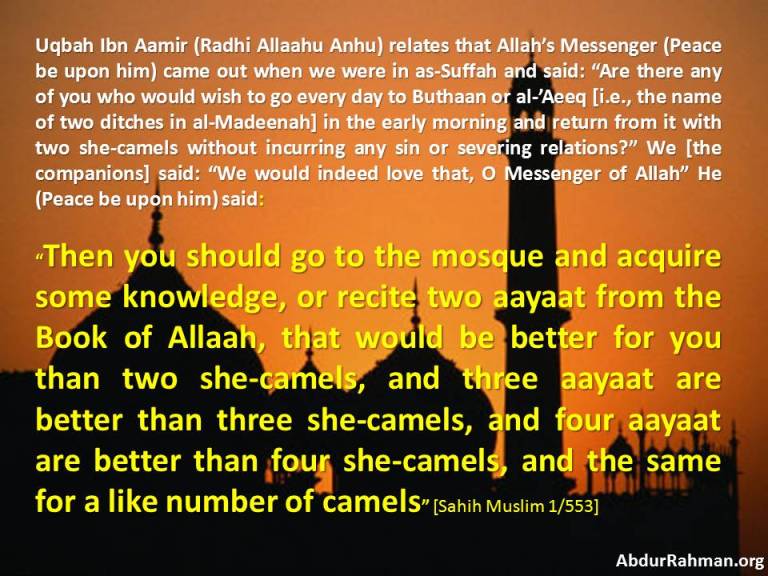 Uqbah Ibn Aamir (Radhi Allaahu Anhu) relates that Allah's Messenger (Peace
be upon him) came out when we were in as-Suffah and said: “Are there any
of you who would wish to go every day to Buthaan or al-’Aeeq [i.e., the name
of two ditches in al-Madeenah] in the early morning and return from it with
two she-camels without incurring any sin or severing relations?” We [the
companions] said: “We would indeed love that, O Messenger of Allah” He
(Peace be upon him) said:
“Then you should go to the mosque and acquire
some knowledge, or recite two aayaat from the
Book of Allaah, that would be better for you
than two she-camels, and three aayaat are
better than three she-camels, and four aayaat
are better than four she-camels, and the same
for a like number of camels” [Sahih Muslim 1/553]
AbdurRahman.org